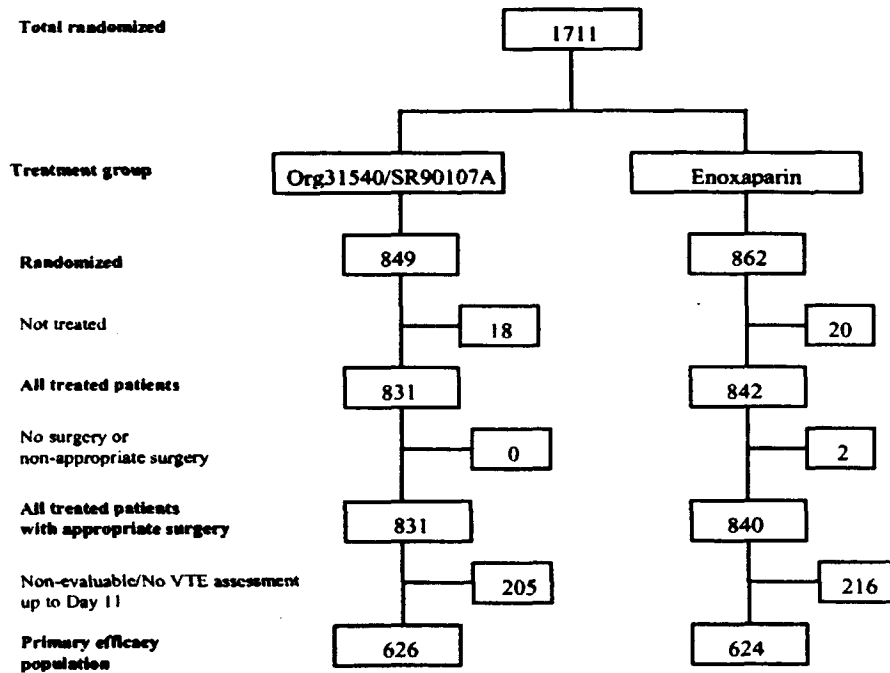 Total randomized
1711
Treatment group
Org31540/SR90107A
Enoxaparin
Randomized
849
862
Not treated
18
20
All treated patients
831
842
No surgery or
non-appropriate surgery
0
2
All treated patients
with appropriate surgery
831
840
Non-evaluable/No VTE assessment
up to Day 11
205
216
Primary efficacy
population
626
624